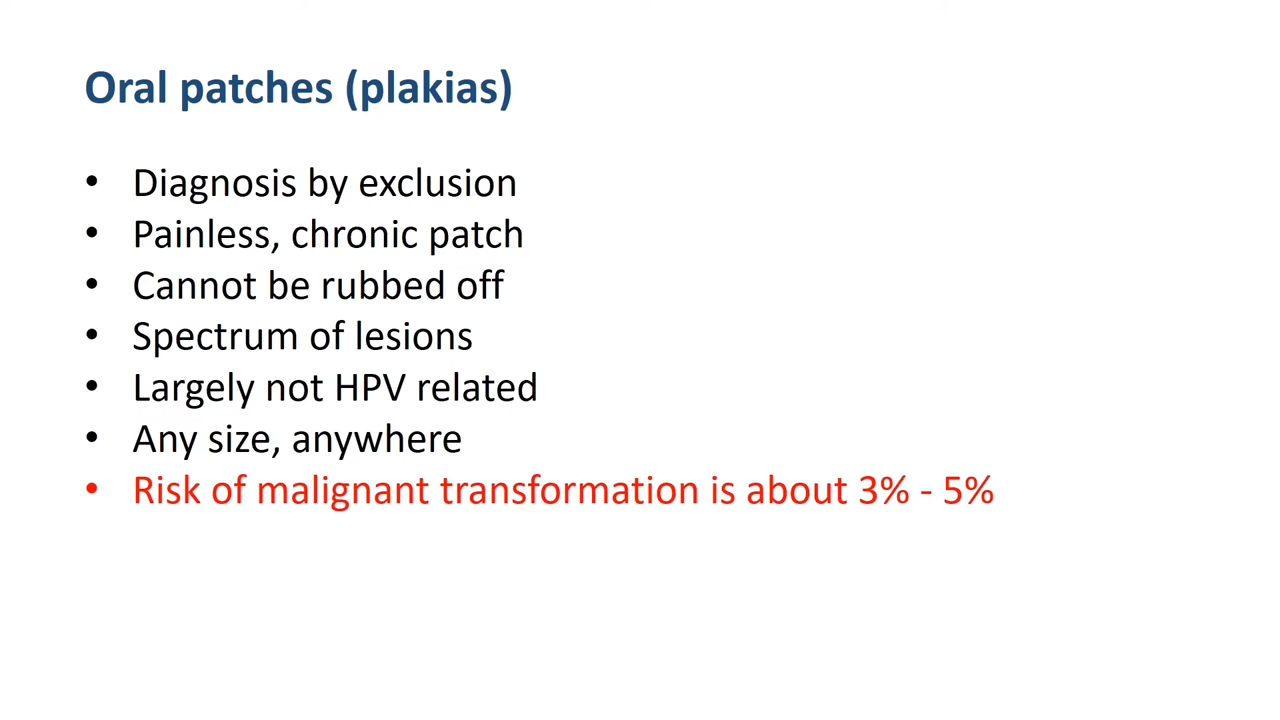 Oral patches (plakias)
• Diagnosis by exclusion
• Painless, chronic patch
• Cannot be rubbed off
• Spectrum of lesions
• Largely not HPV related
• Any size, anywhere
• Risk of malignant transformation is about 3% - 5%